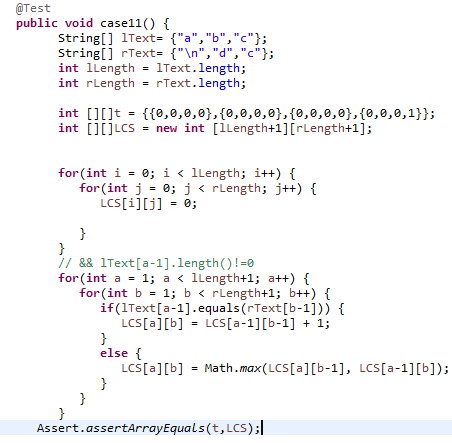 @Test
public void case11() {
String[] lText= {"a","b","c"};
String[] rText= {"\n","d","c"};
int lLength = lText.length;
int rLength = rText.length;
int [][]t = {{0,0,0,0},{0,0,0,0},{0,0,0,0},{0,0,0,1}};
int [][]LCS = new int [lLength+1][rLength+1];
for(int i = 0; i < lLength; i++) {
for(int j = 0; j < rLength; j++) {
LCS[i][j] = 0;
}
}
// && lText[a-1].length()!=0
for(int a = 1; a < lLength+1; a++) {
for(int b = 1; b < rLength+1; b++) {
if(lText[a-1].equals(rText[b-1])) {
LCS[a][b] = LCS[a-1][b-1] + 1;
}
else {
LCS[a][b] = Math.max(LCS[a][b-1], LCS[a-1][b]);
}
}
}
Assert.assertArrayEquals(t,LCS);